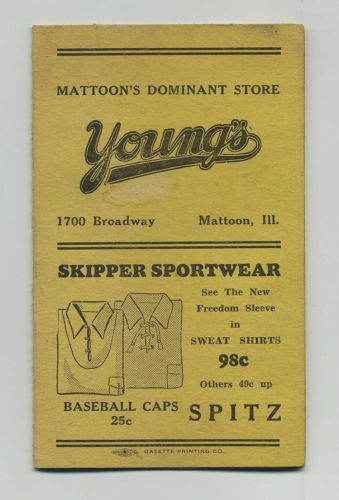 MATTOON'S DOMINANT STORE
Young's
1700 Broadway Mattoon, Ill.
SKIPPER SPORTWEAR
See The New
Freedom Sleeve
in
SWEAT SHIRTS
98c
Others 49c up
BASEBALL CAPS
25c
SPITZ
GAZETTE PRINTING CO.